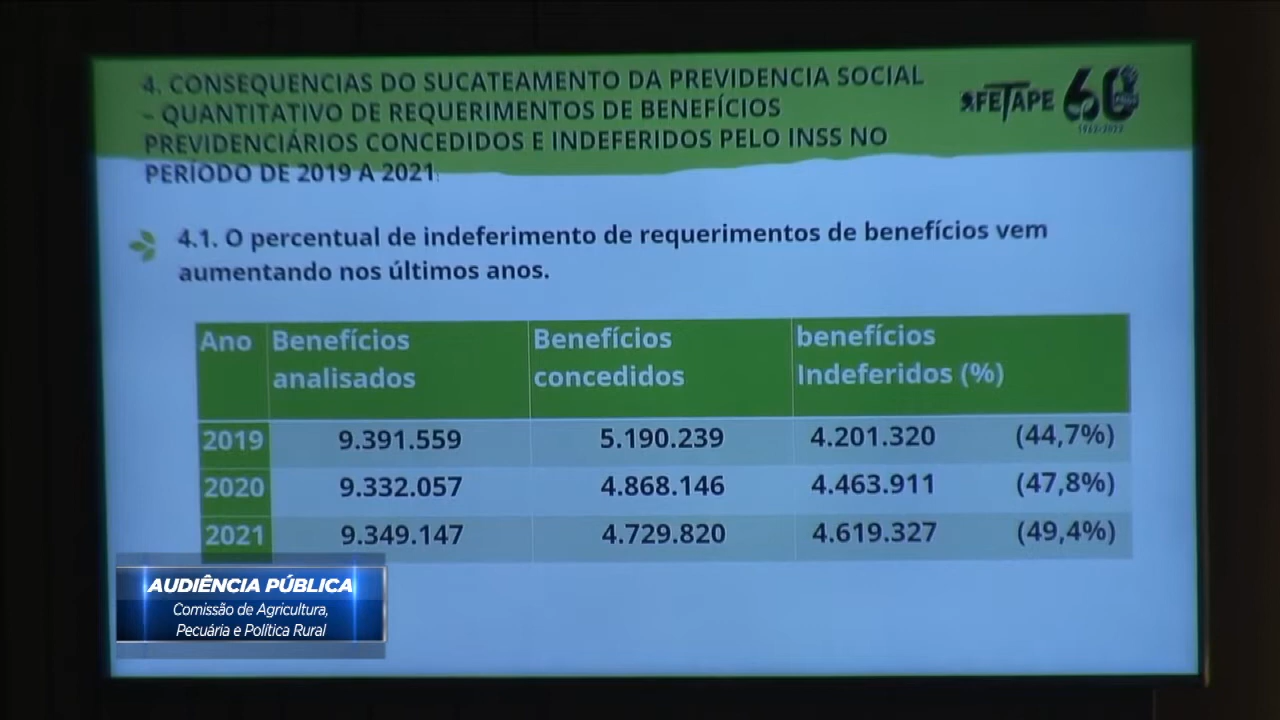 4. CONSEQUENCIAS DO SUCATEAMENTO DA PREVIDENCIA SOCIAL
– QUANTITATIVO DE REQUERIMENTOS DE BENEFÍCIOS
PREVIDENCIÁRIOS CONCEDIDOS E INDEFERIDOS PELO INSS NO
PERÍODO DE 2019 A 2021.
FETAPE 60
1962-2022
4.1. O percentual de indeferimento de requerimentos de benefícios vem
aumentando nos últimos anos.
Ano Benefícios analisados Benefícios concedidos benefícios Indeferidos (%)
2019 9.391.559 5.190.239 4.201.320 (44,7%)
2020 9.332.057 4.868.146 4.463.911 (47,8%)
2021 9.349.147 4.729.820 4.619.327 (49,4%)
AUDIÊNCIA PÚBLICA
Comissão de Agricultura,
Pecuária e Política Rural